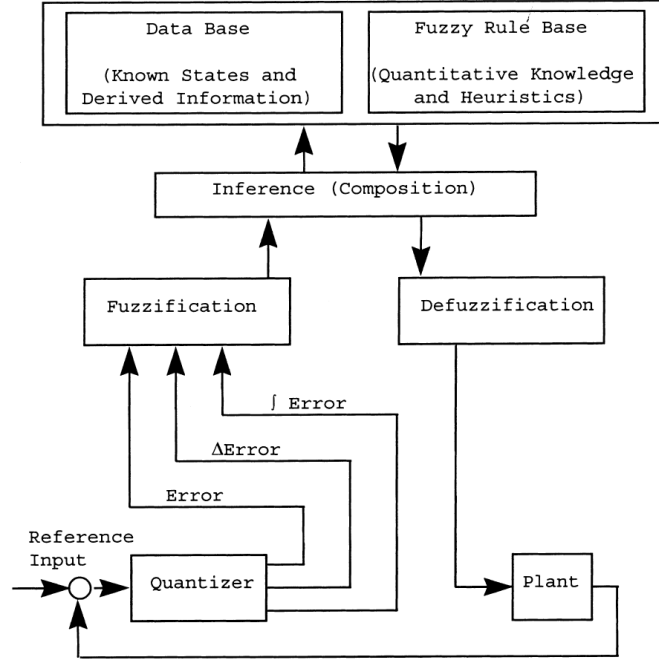 Data Base
(Known States and
Derived Information)
Fuzzy Rule Base
(Quantitative Knowledge
and Heuristics)
Inference (Composition)
Fuzzification
Defuzzification
∫ Error
ΔError
Error
Reference
Input
Quantizer
Plant